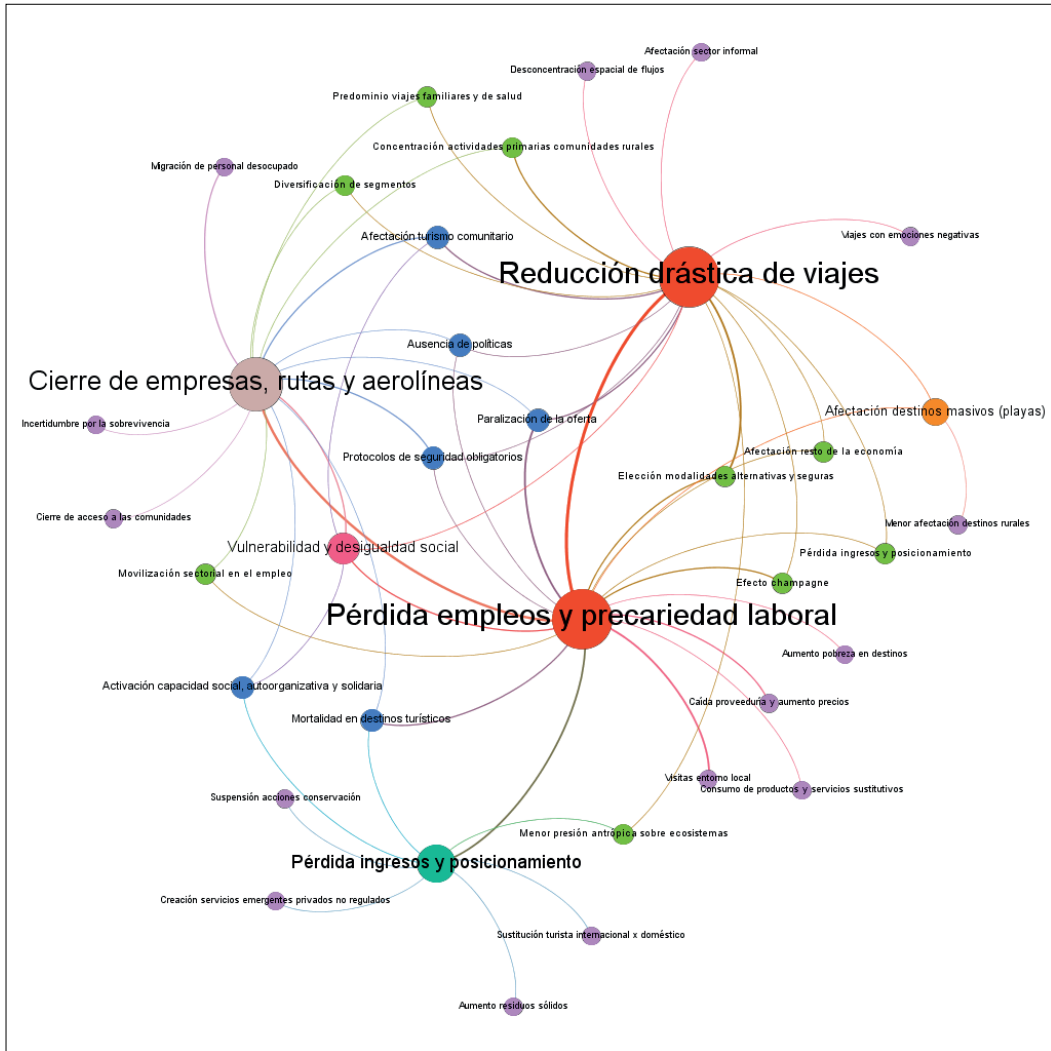 Afectación sector informal
Desconcentración espacial de flujos
Predominio viajes familiares y de salud
Concentración actividades primarias comunidades rurales
Migración de personal desocupado
Diversificación de segmentos
Afectación turismo comunitario
Viajes con emociones negativas
Reducción drástica de viajes
Ausencia de políticas
Cierre de empresas, rutas y aerolíneas
Afectación destinos masivos (playas)
Paralización de la oferta
Incertidumbre por la sobrevivencia
Afectación resto de la economía
Protocolos de seguridad obligatorios
Elección modalidades alternativas y seguras
Cierre de acceso a las comunidades
Menor afectación destinos rurales
Vulnerabilidad y desigualdad social
Pérdida ingresos y posicionamiento
Movilización sectorial en el empleo
Efecto champagne
Pérdida empleos y precariedad laboral
Aumento pobreza en destinos
Activación capacidad social, autoorganizativa y solidaria
Caída proveeduría y aumento precios
Mortalidad en destinos turísticos
Visitas entorno local
Consumo de productos y servicios sustitutivos
Suspensión acciones conservación
Menor presión antrópica sobre ecosistemas
Pérdida ingresos y posicionamiento
Creación servicios emergentes privados no regulados
Sustitución turista internacional x doméstico
Aumento residuos sólidos